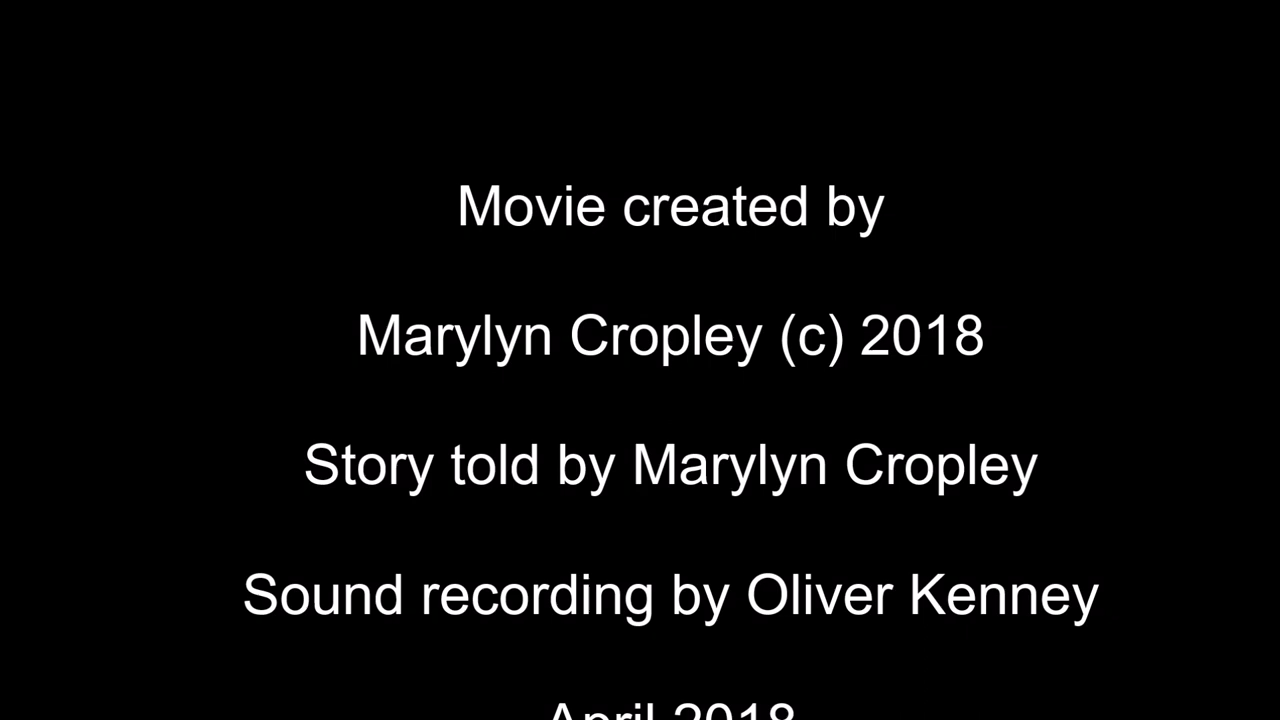 Movie created by
Marylyn Cropley (c) 2018
Story told by Marylyn Cropley
Sound recording by Oliver Kenney
April 2018